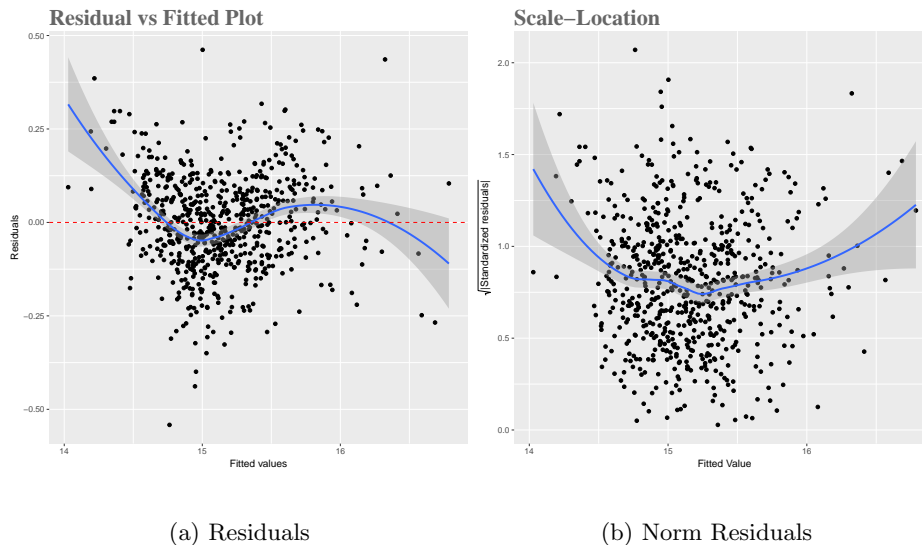 Residual vs Fitted Plot
0.50
0.25
0.00
−0.25
−0.50
Residuals
14
15
16
Fitted values
Scale−Location
2.0
1.5
1.0
0.5
0.0
√|Standardized residuals|
14
15
16
Fitted Value
(a) Residuals
(b) Norm Residuals